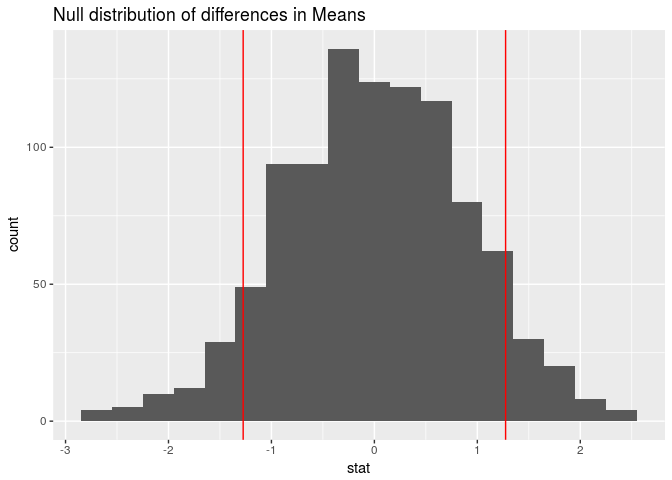 Null distribution of differences in Means
100
50
0
count
-3 -2 -1 0 1 2
stat